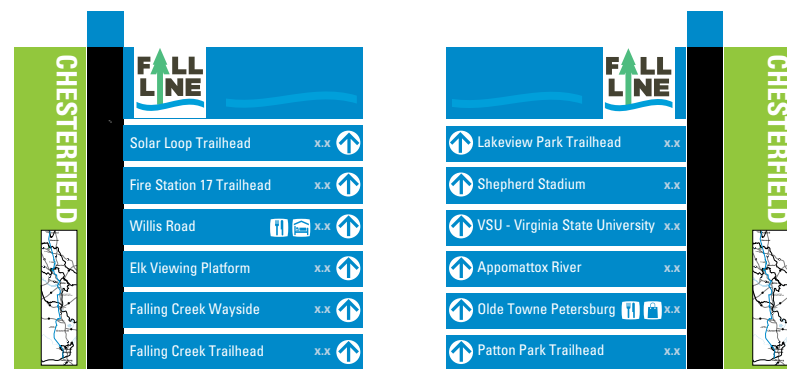 CHESTERFIELD
FALL
LINE
Solar Loop Trailhead x.x
Fire Station 17 Trailhead x.x
Willis Road x.x
Elk Viewing Platform x.x
Falling Creek Wayside x.x
Falling Creek Trailhead x.x
FALL
LINE
Lakeview Park Trailhead x.x
Shepherd Stadium x.x
VSU - Virginia State University x.x
Appomattox River x.x
Olde Towne Petersburg x.x
Patton Park Trailhead x.x
CHESTERFIELD